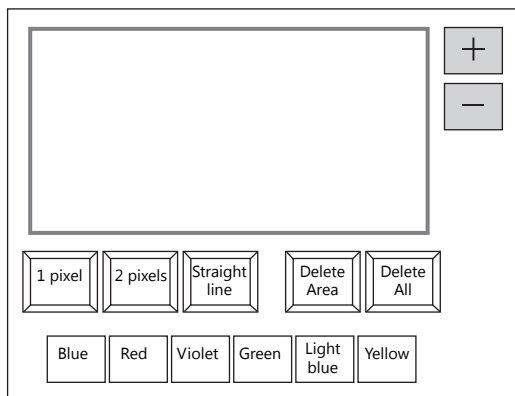 +
−
1 pixel
2 pixels
Straight
line
Delete
Area
Delete
All
Blue
Red
Violet
Green
Light
blue
Yellow